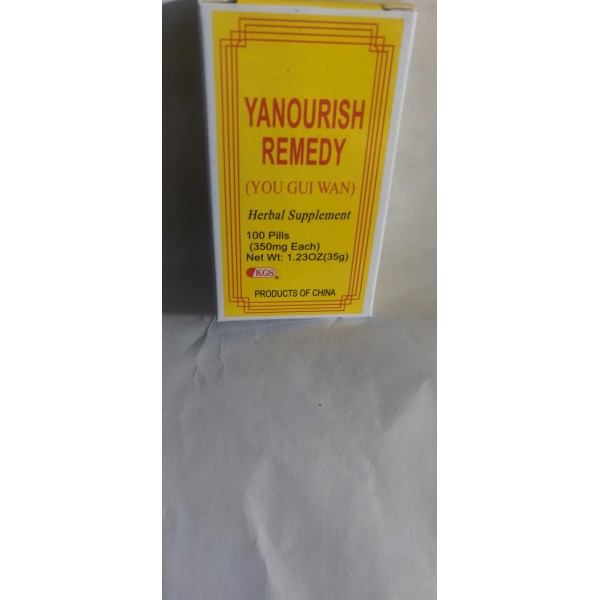 YANOURISH
REMEDY
(YOU GUI WAN)
Herbal Supplement
100 Pills
(350mg Each)
Net Wt: 1.23OZ(35g)
KGS®
PRODUCTS OF CHINA